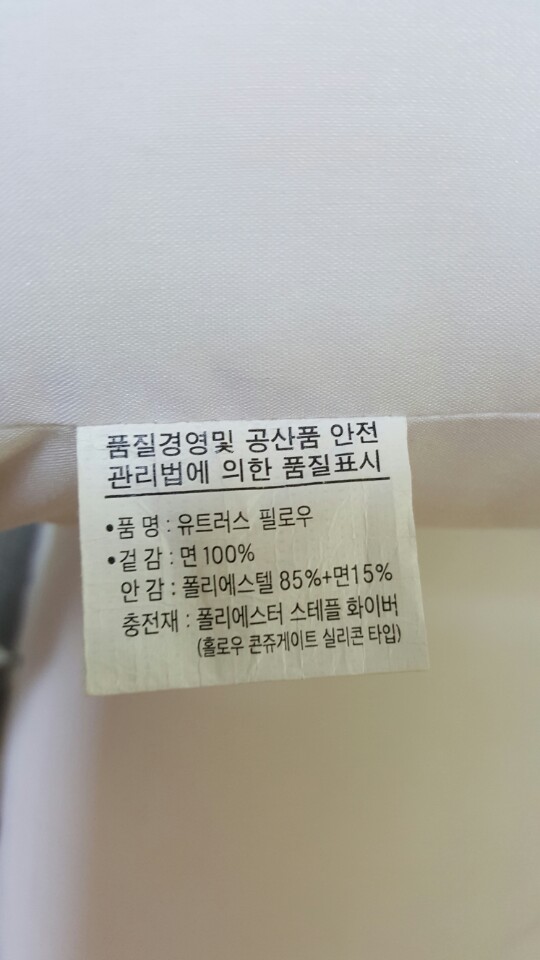 품질경영및 공산품 안전
관리법에 의한 품질표시
•품 명 : 유트러스 필로우
•겉 감 : 면 100%
안 감 : 폴리에스텔 85%+면15%
충전재 : 폴리에스터 스테플 화이버
(홀로우 콘쥬게이트 실리콘 타입)